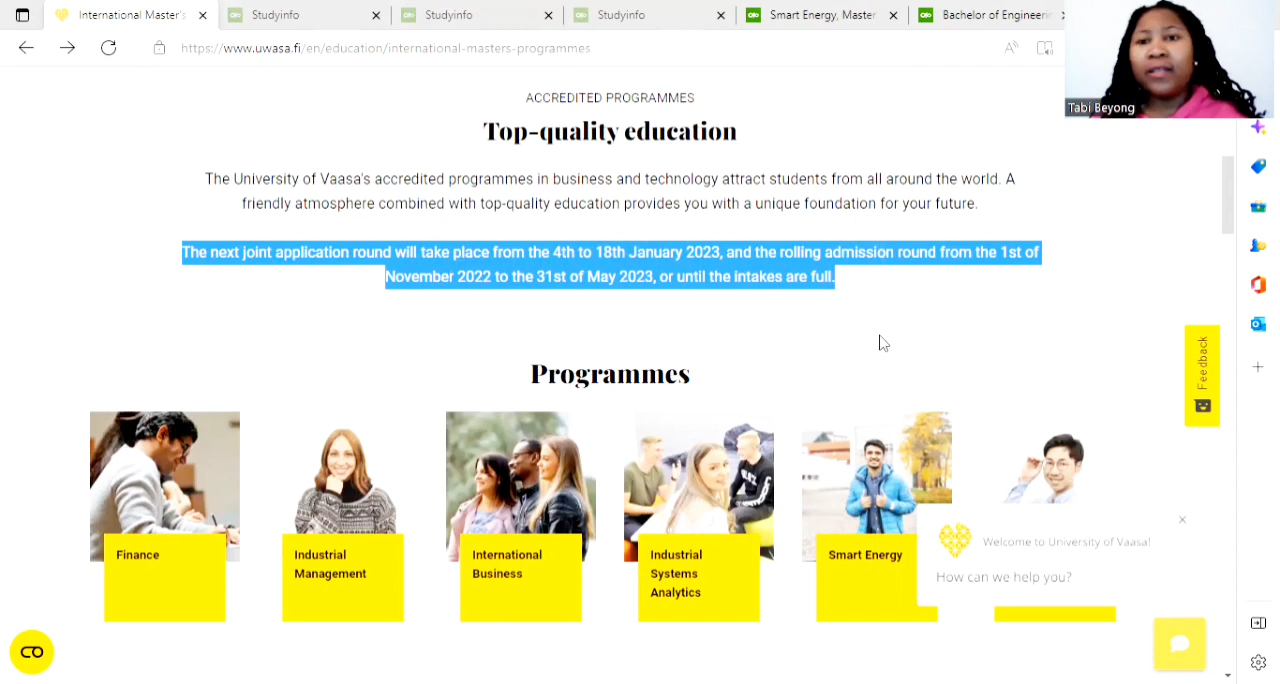 International Master's
Studyinfo
Studyinfo
Studyinfo
Smart Energy, Master
Bachelor of Engineerin
https://www.uwasa.fi/en/education/international-masters-programmes
Tabi Beyong
ACCREDITED PROGRAMMES
Top-quality education
The University of Vaasa's accredited programmes in business and technology attract students from all around the world. A
friendly atmosphere combined with top-quality education provides you with a unique foundation for your future.
The next joint application round will take place from the 4th to 18th January 2023, and the rolling admission round from the 1st of
November 2022 to the 31st of May 2023, or until the intakes are full.
Feedback
Programmes
Finance
Industrial
Management
International
Business
Industrial
Systems
Analytics
Smart Energy
Welcome to University of Vaasa!
How can we help you?